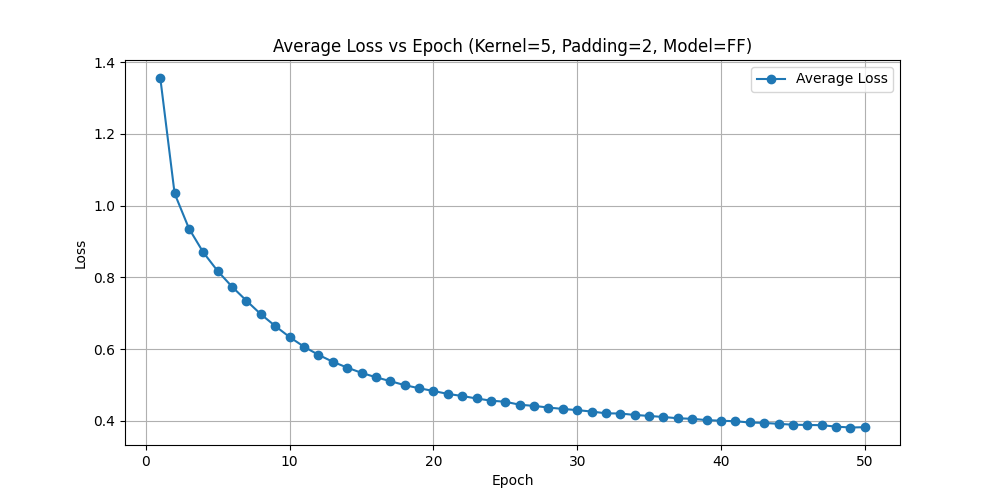 Average Loss vs Epoch (Kernel=5, Padding=2, Model=FF)
Average Loss
Loss
1.4
1.2
1.0
0.8
0.6
0.4
0 10 20 30 40 50
Epoch